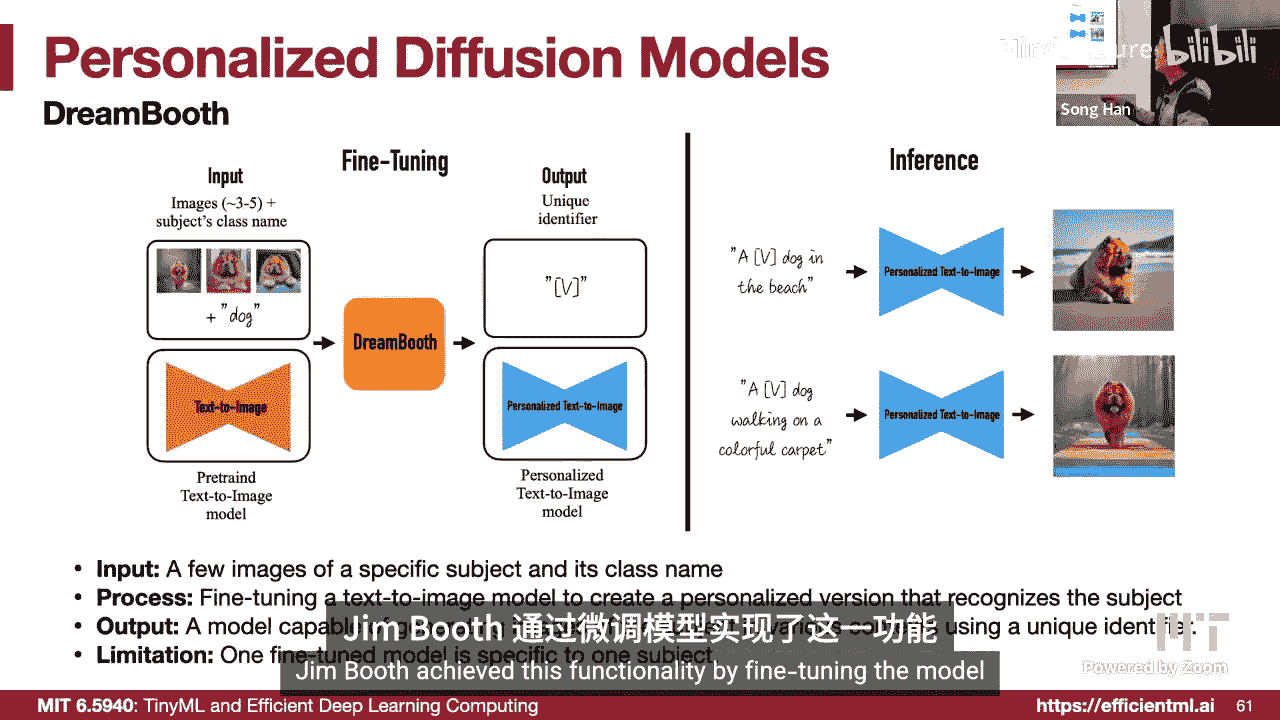 Personalized Diffusion Models
DreamBooth
bilibili
Song Han
Fine-Tuning
Inference
Input
Images (~3-5) +
subject's class name
+ "dog"
Text-to-Image
Pretraind
Text-to-Image
model
DreamBooth
Output
Unique
identifier
"[V]"
Personalized Text-to-Image
Personalized
Text-to-Image
model
"A [V] dog in
the beach"
Personalized Text-to-Image
"A [V] dog
walking on a
colorful carpet"
Personalized Text-to-Image
• Input: A few images of a specific subject and its class name
• Process: Fine-tuning a text-to-image model to create a personalized version that recognizes the subject
• Output: A model capable of using a unique identifier.
• Limitation: One fine-tuned model is specific to one subject
Jim Booth 通过微调模型实现了这一功能
Jim Booth achieved this functionality by fine-tuning the model
MIT
Powered by Zoom
MIT 6.5940: TinyML and Efficient Deep Learning Computing
https://efficientml.ai
61